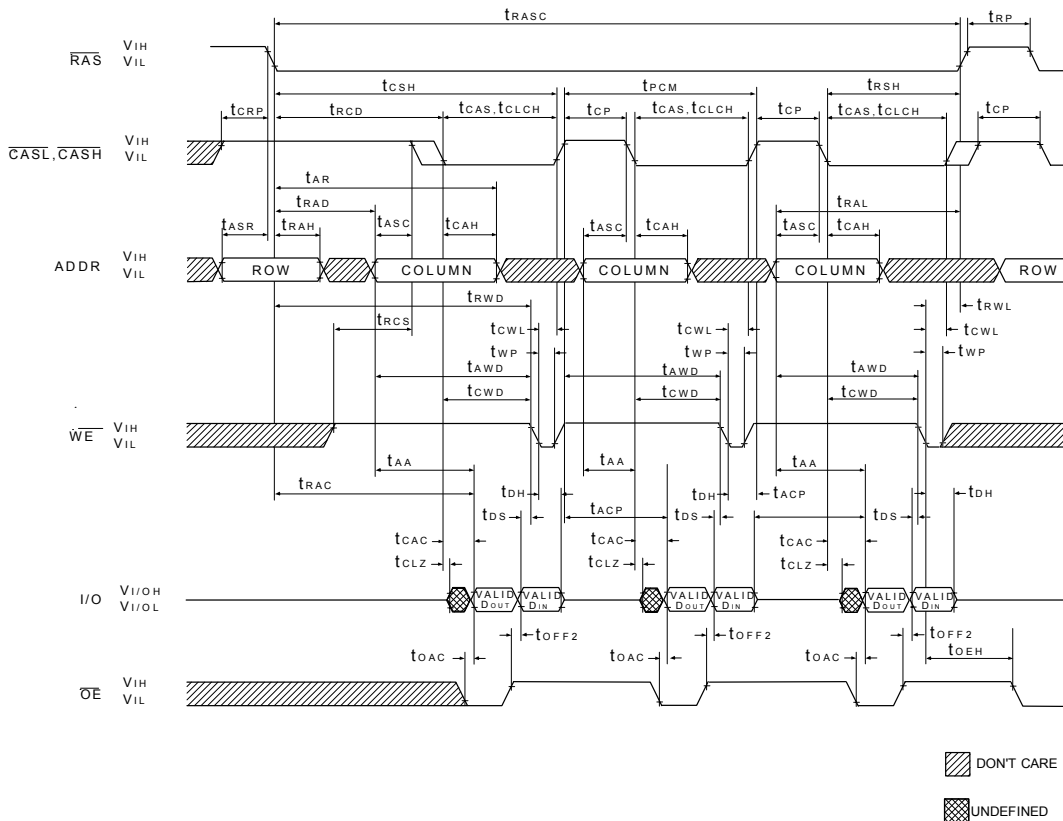 tRASC tRP
RAS VIH
VIL
tCSH tPCM tRSH
tCRP tRCD tCAS,tCLCH tCP tCAS,tCLCH tCP tCAS,tCLCH tCP
CASL,CASH VIH
VIL
tAR
tRAD tRAL
tASR tRAH tASC tCAH tASC tCAH tASC tCAH
ADDR VIH
VIL
ROW COLUMN COLUMN COLUMN ROW
tRWD tRWL
tRCS tCWL tCWL tCWL
tWP tWP tWP
tAWD tAWD tAWD
tCWD tCWD tCWD
WE VIH
VIL
tAA tAA tAA
tRAC tDH tDH tACP tDH
tDS tACP tDS tDS
tCAC tCAC tCAC
tCLZ tCLZ tCLZ
I/O VI/OH
VI/OL
VALID DOUT VALID DIN VALID DOUT VALID DIN VALID DOUT VALID DIN
tOFF2 tOFF2 tOFF2
tOAC tOAC tOAC tOEH
OE VIH
VIL
DON'T CARE
UNDEFINED